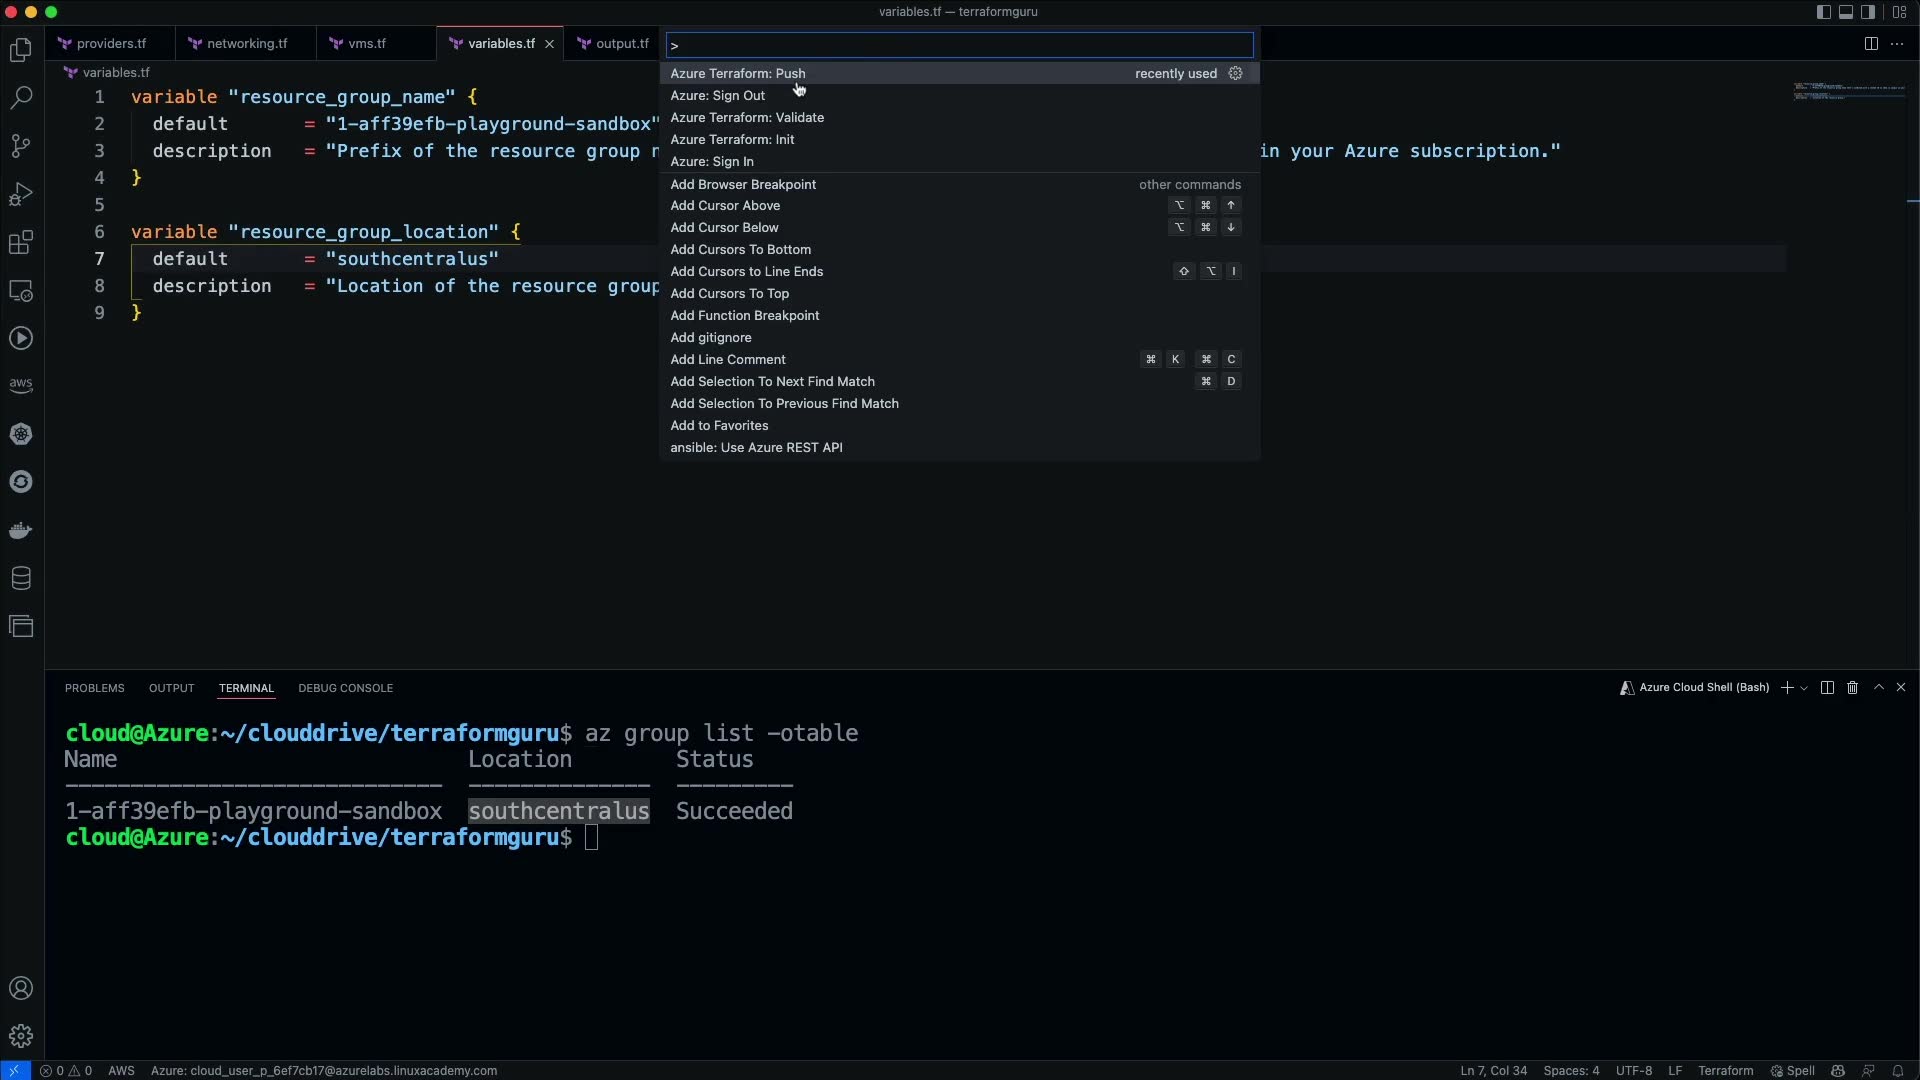 variables.tf — terraformguru
providers.tf
networking.tf
vms.tf
variables.tf
output.tf
>
variables.tf
Azure Terraform: Push
recently used
Azure: Sign Out
Azure Terraform: Validate
Azure Terraform: Init
Azure: Sign In
Add Browser Breakpoint
other commands
Add Cursor Above
⌥ ⌘ ↑
Add Cursor Below
⌥ ⌘ ↓
Add Cursors To Bottom
Add Cursors to Line Ends
⇧ ⌥ I
Add Cursors To Top
Add Function Breakpoint
Add gitignore
Add Line Comment
⌘ K ⌘ C
Add Selection To Next Find Match
⌘ D
Add Selection To Previous Find Match
Add to Favorites
ansible: Use Azure REST API
1 variable "resource_group_name" {
2 default = "1-aff39efb-playground-sandbox"
3 description = "Prefix of the resource group n in your Azure subscription."
4 }
5
6 variable "resource_group_location" {
7 default = "southcentralus"
8 description = "Location of the resource group
9 }
aws
PROBLEMS
OUTPUT
TERMINAL
DEBUG CONSOLE
Azure Cloud Shell (Bash)
cloud@Azure:~/clouddrive/terraformguru$ az group list -otable
Name Location Status
----------------------------- -------------- ---------
1-aff39efb-playground-sandbox southcentralus Succeeded
cloud@Azure:~/clouddrive/terraformguru$
0 0 AWS Azure: cloud_user_p_6ef7cb17@azurelabs.linuxacademy.com
Ln 7, Col 34 Spaces: 4 UTF-8 LF Terraform Spell